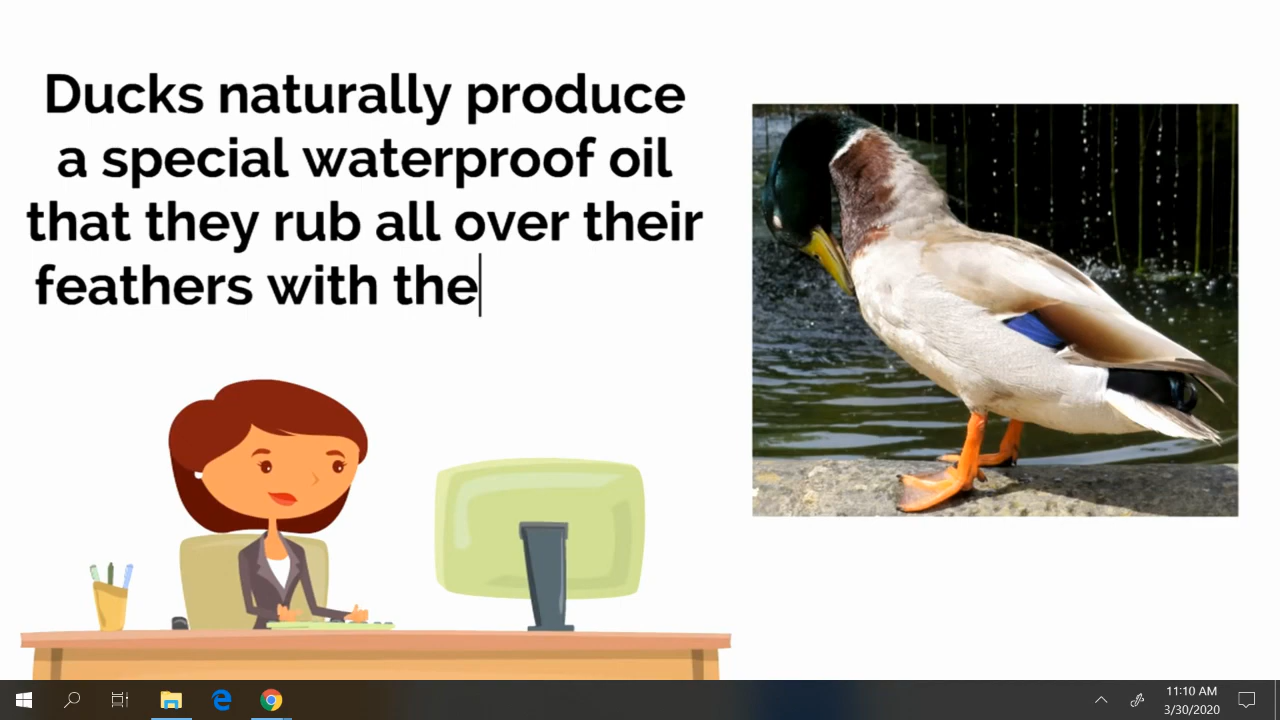 Ducks naturally produce
a special waterproof oil
that they rub all over their
feathers with the
11:10 AM
3/30/2020